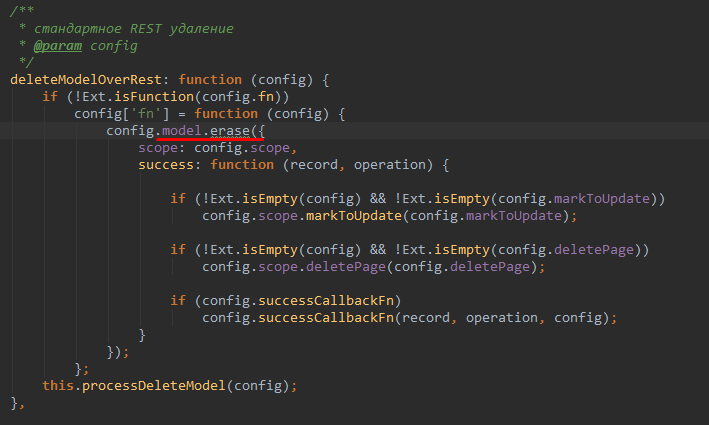 /**
 * стандартное REST удаление
 * @param config
 */
deleteModelOverRest: function (config) {
    if (!Ext.isFunction(config.fn))
        config['fn'] = function (config) {
            config.model.erase({
                scope: config.scope,
                success: function (record, operation) {
                    if (!Ext.isEmpty(config) && !Ext.isEmpty(config.markToUpdate))
                        config.scope.markToUpdate(config.markToUpdate);
                    if (!Ext.isEmpty(config) && !Ext.isEmpty(config.deletePage))
                        config.scope.deletePage(config.deletePage);
                    if (config.successCallbackFn)
                        config.successCallbackFn(record, operation, config);
                }
            });
        };
    this.processDeleteModel(config);
},